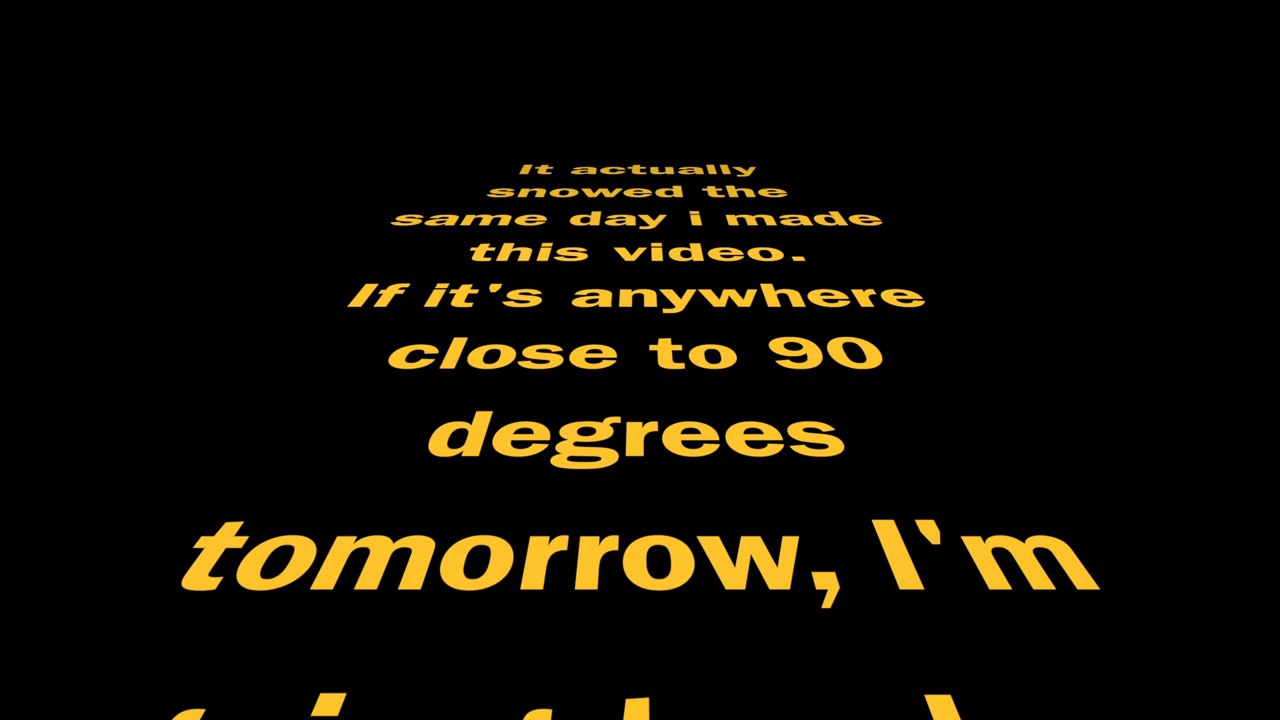 It actually
snowed the
same day i made
this video.
If it's anywhere
close to 90
degrees
tomorrow, I'm